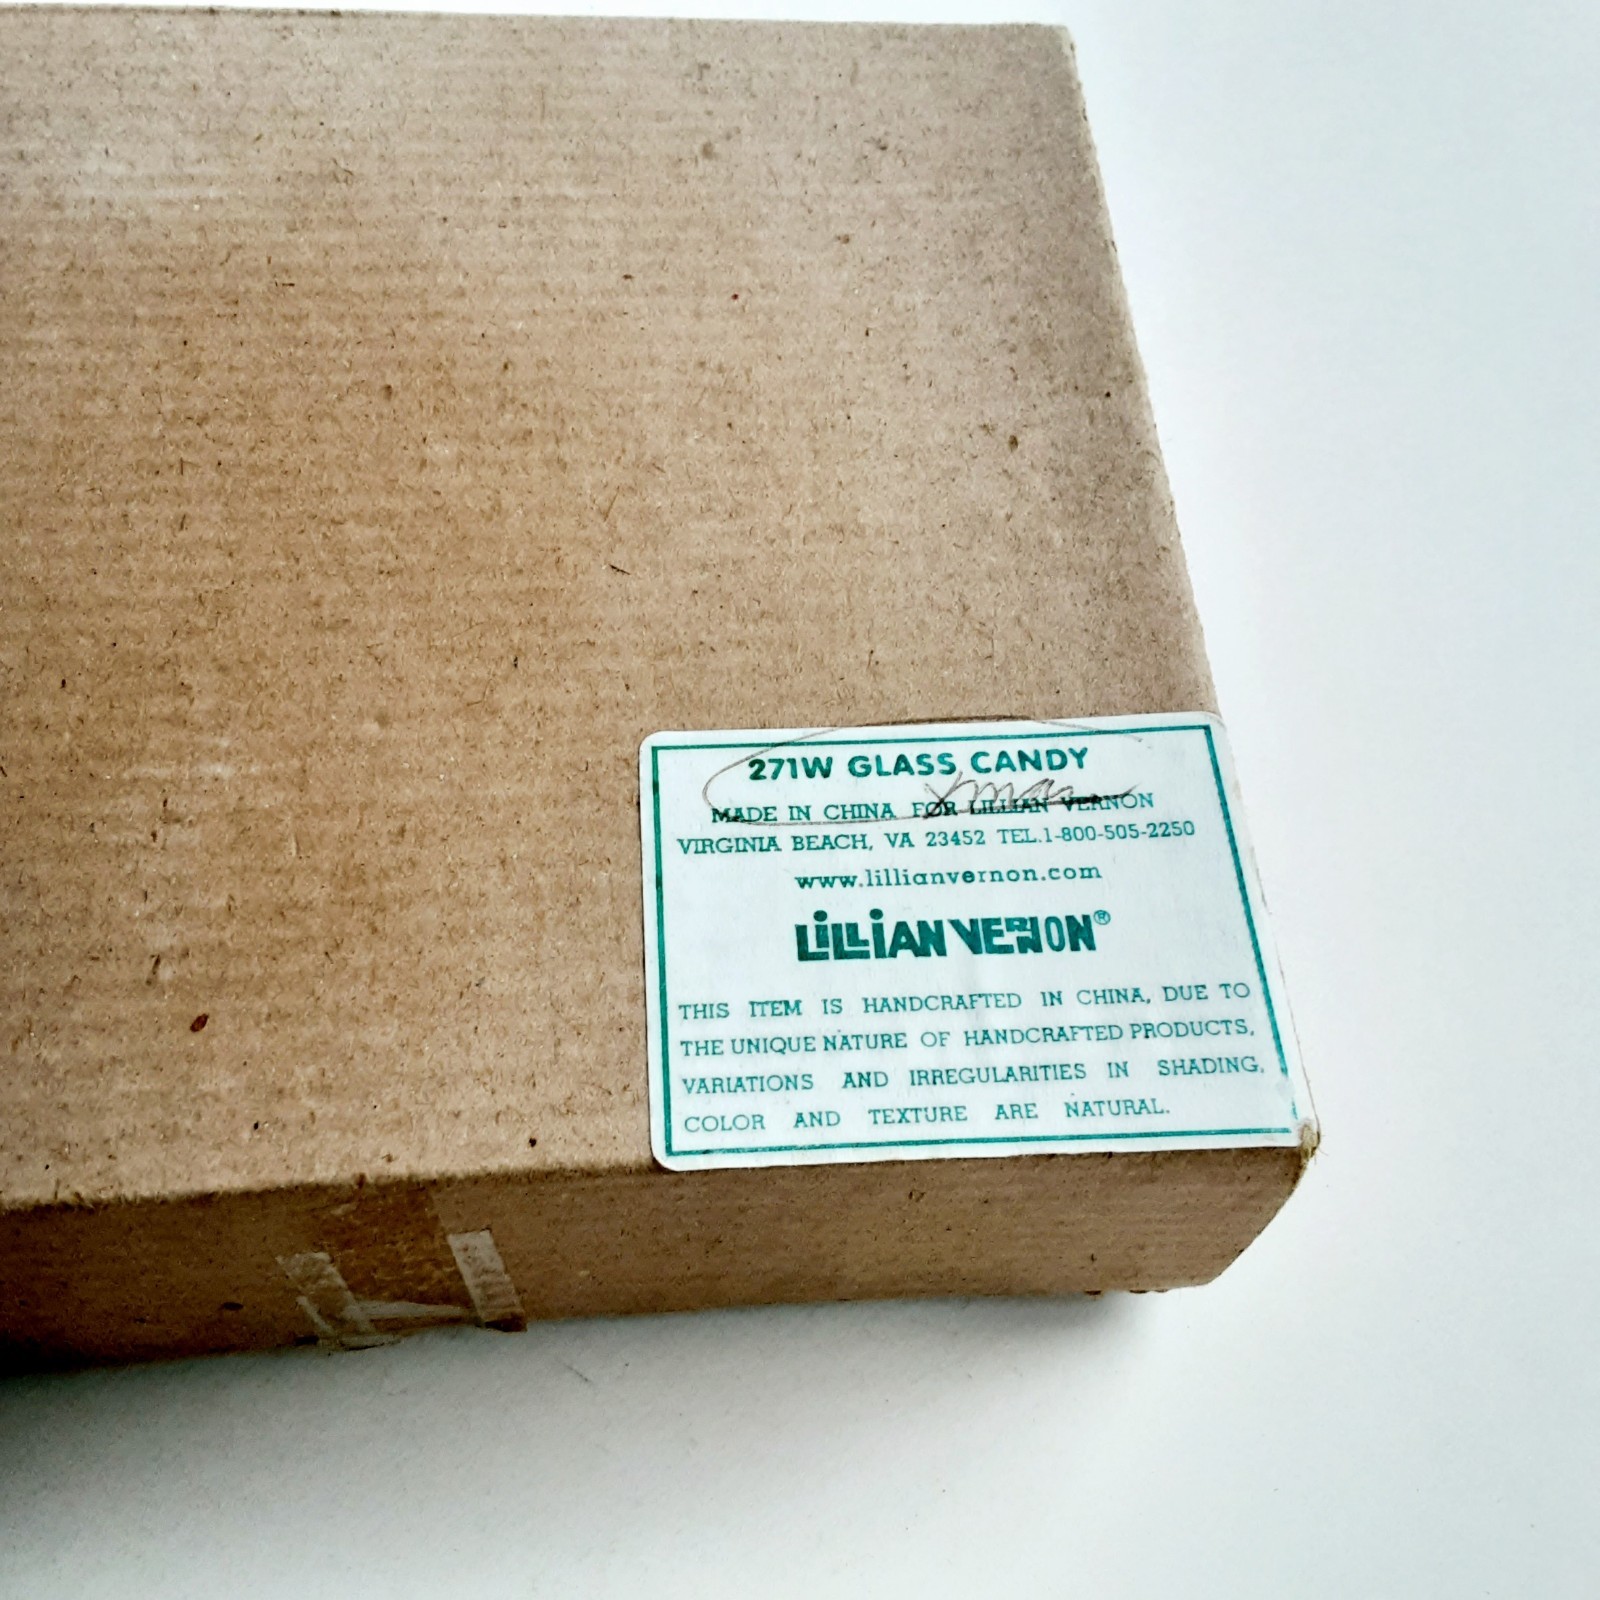 271W GLASS CANDY
xmas
MADE IN CHINA FOR LILLIAN VERNON
VIRGINIA BEACH, VA 23452 TEL.1-800-505-2250
www.lillianvernon.com
LILLIAN VERNON®
THIS ITEM IS HANDCRAFTED IN CHINA, DUE TO
THE UNIQUE NATURE OF HANDCRAFTED PRODUCTS,
VARIATIONS AND IRREGULARITIES IN SHADING,
COLOR AND TEXTURE ARE NATURAL.